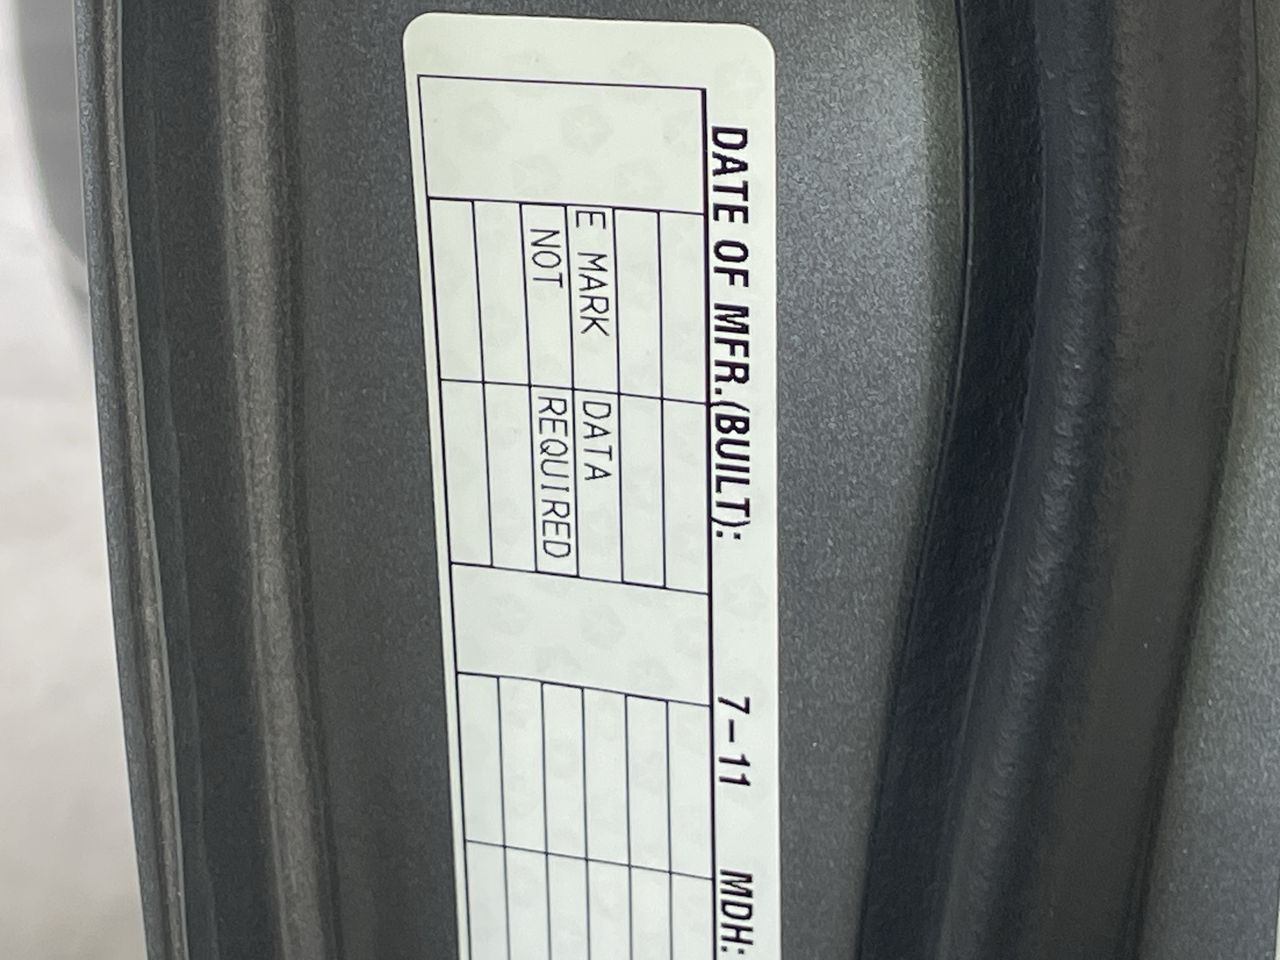 DATE OF MFR.(BUILT): 7-11 MDH:
E MARK DATA
NOT REQUIRED